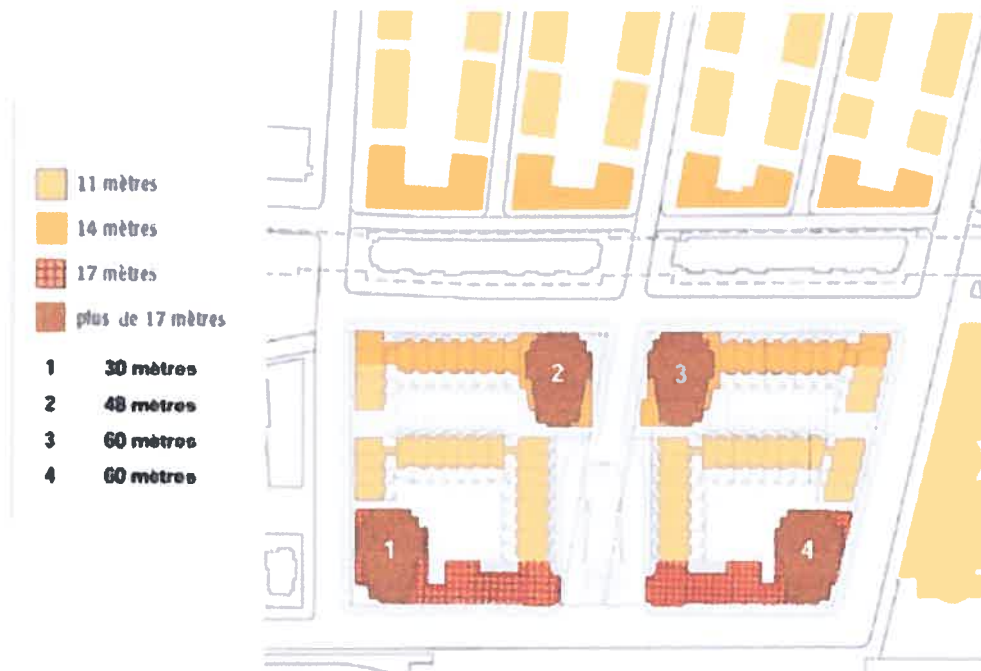 11 mètres
14 mètres
17 mètres
plus de 17 mètres
1 30 mètres
2 48 mètres
3 60 mètres
4 60 mètres
2 3
1 4